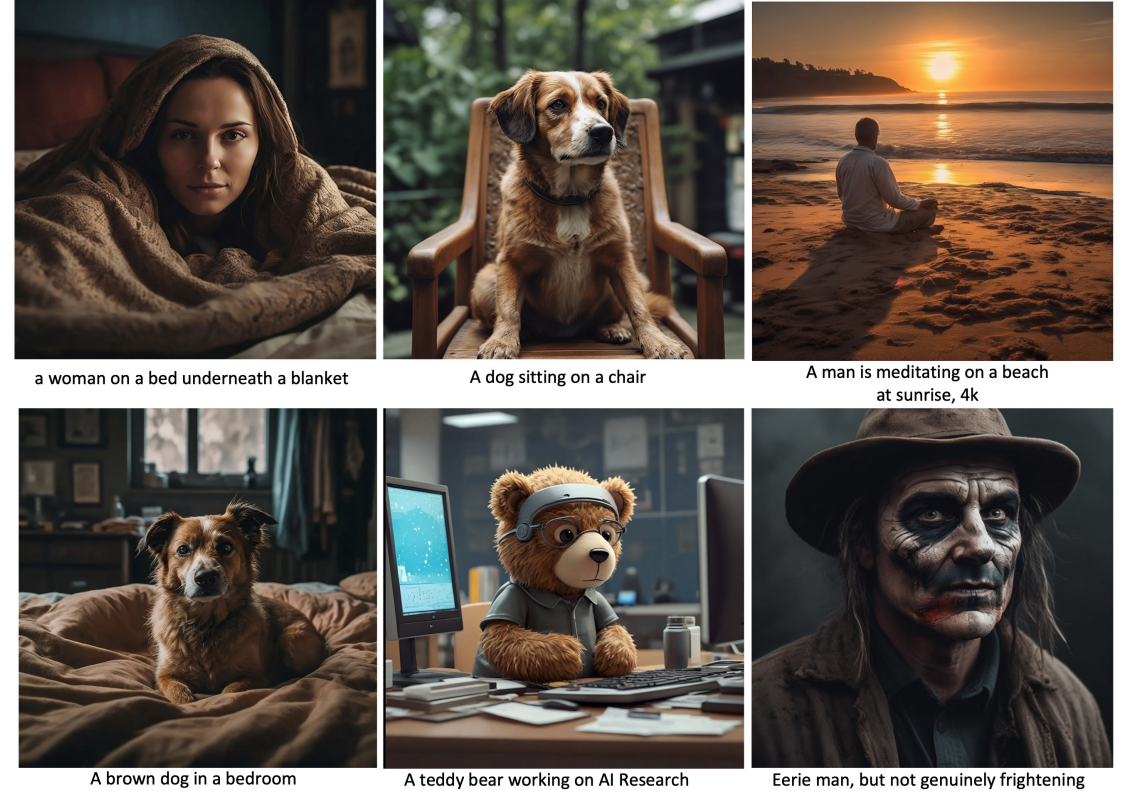 a woman on a bed underneath a blanket
A dog sitting on a chair
A man is meditating on a beach
at sunrise, 4k
A brown dog in a bedroom
A teddy bear working on AI Research
Eerie man, but not genuinely frightening